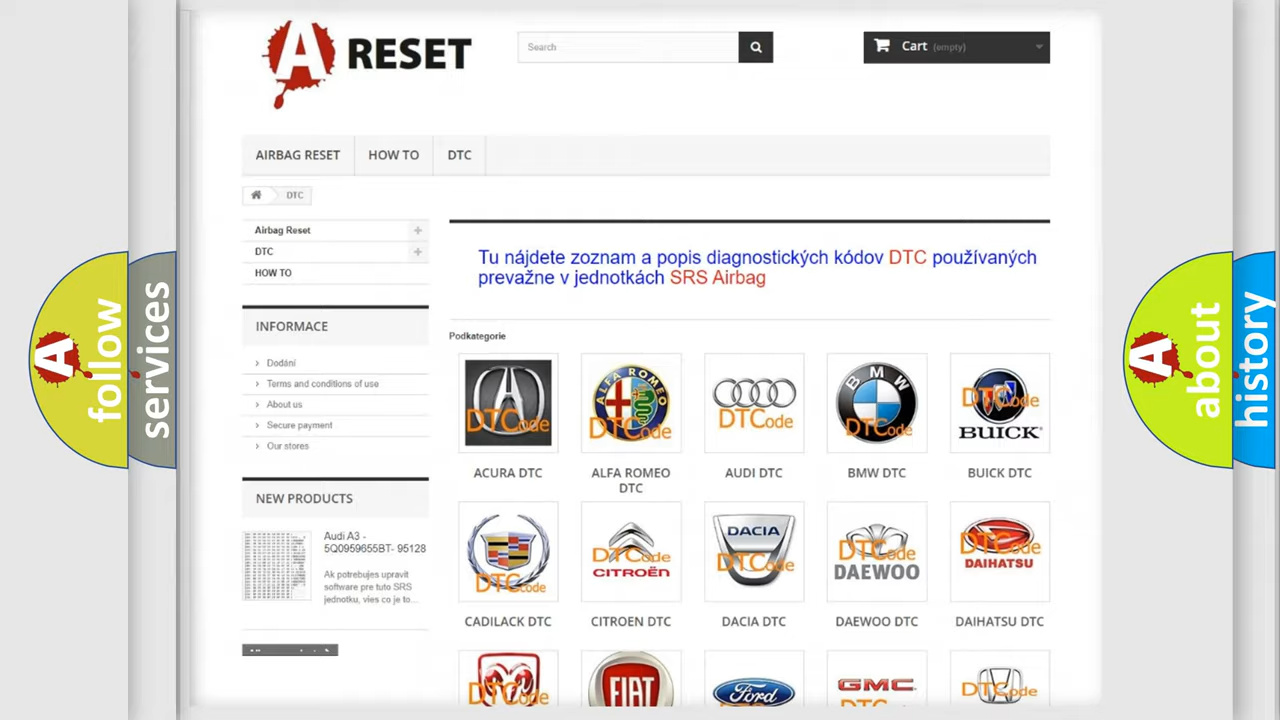 A RESET
Search
Cart (empty)
AIRBAG RESET
HOW TO
DTC
DTC
Airbag Reset
DTC
HOW TO
INFORMACE
Dodání
Terms and conditions of use
About us
Secure payment
Our stores
NEW PRODUCTS
Audi A3 -
5Q0959655BT- 95128
Ak potrebujes upravit
software pre tuto SRS
jednotku, vies co je to...
Tu nájdete zoznam a popis diagnostických kódov DTC používaných
prevažne v jednotkách SRS Airbag
Podkategorie
DTCode
ALFA ROMEO
DTCode
DTCode
BMW
DTCode
DTCode
BUICK
ACURA DTC
ALFA ROMEO
DTC
AUDI DTC
BMW DTC
BUICK DTC
DTCode
DTCode
CITROËN
DACIA
DTCode
DTCode
DAEWOO
DTCode
DAIHATSU
CADILACK DTC
CITROEN DTC
DACIA DTC
DAEWOO DTC
DAIHATSU DTC
DTCode
FIAT
Ford
GMC
DTCode
A follow
services
A about
history